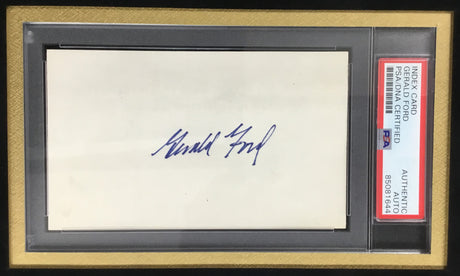 Gerald Ford
INDEX CARD
GERALD FORD
PSA/DNA CERTIFIED
PSA
AUTHENTIC
AUTO
85081644